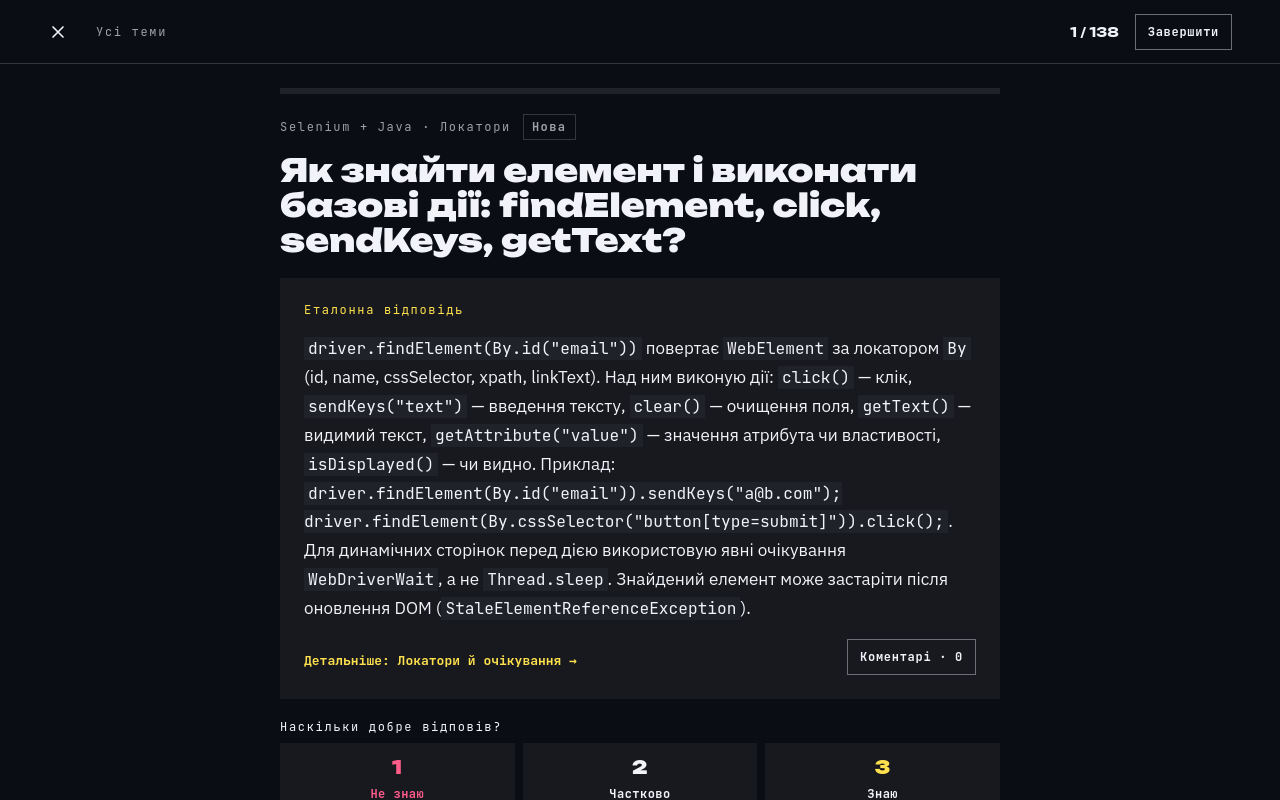 Усі теми
1 / 138
Завершити
Selenium + Java · Локатори
Нова
Як знайти елемент і виконати
базові дії: findElement, click,
sendKeys, getText?
Еталонна відповідь
driver.findElement(By.id("email")) повертає WebElement за локатором By
(id, name, cssSelector, xpath, linkText). Над ним виконую дії: click() — клік,
sendKeys("text") — введення тексту, clear() — очищення поля, getText() —
видимий текст, getAttribute("value") — значення атрибута чи властивості,
isDisplayed() — чи видно. Приклад:
driver.findElement(By.id("email")).sendKeys("a@b.com");
driver.findElement(By.cssSelector("button[type=submit]")).click(); .
Для динамічних сторінок перед дією використовую явні очікування
WebDriverWait, а не Thread.sleep. Знайдений елемент може застаріти після
оновлення DOM (StaleElementReferenceException).
Детальніше: Локатори й очікування →
Коментарі · 0
Наскільки добре відповів?
1
Не знаю
2
Частково
3
Знаю